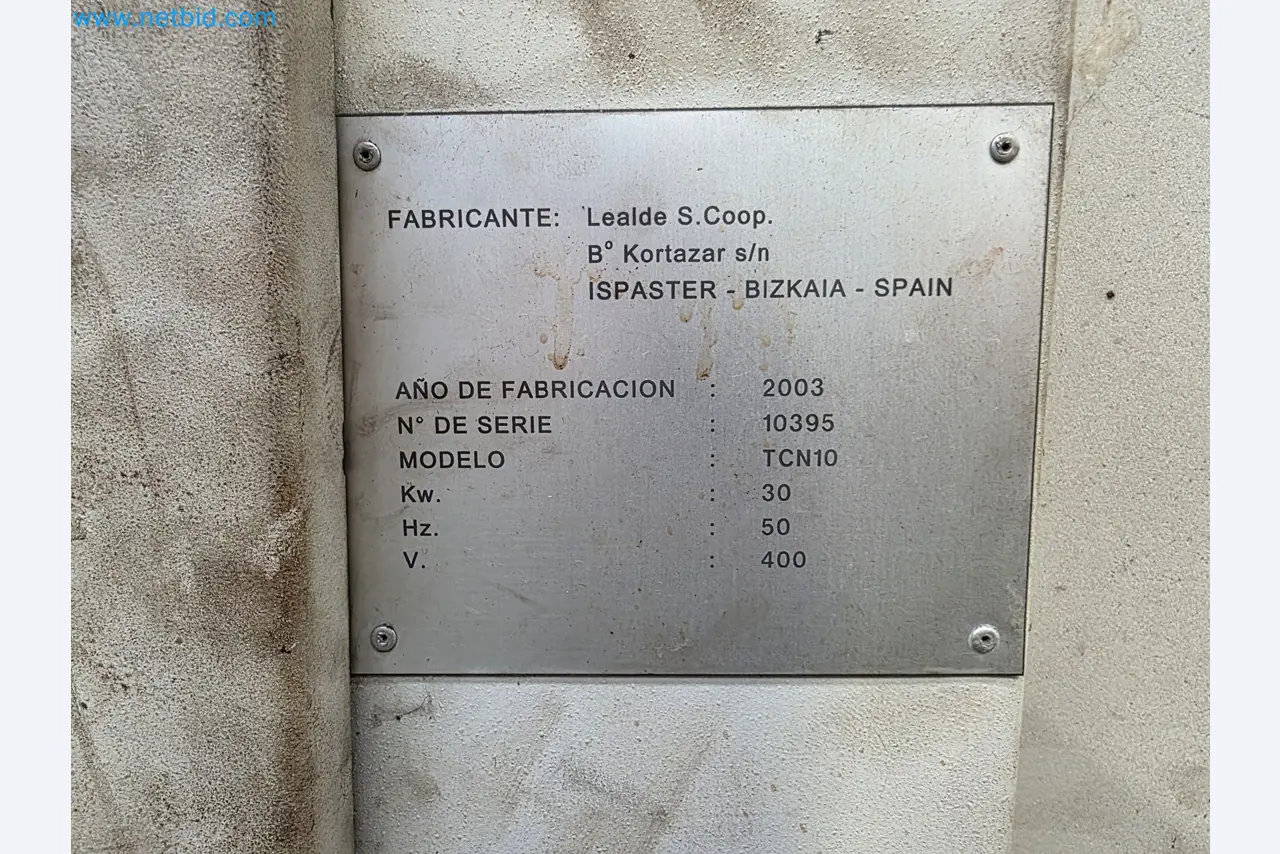 www.netbid.com
FABRICANTE: Lealde S.Coop.
Bº Kortazar s/n
ISPASTER - BIZKAIA - SPAIN
AÑO DE FABRICACION : 2003
N° DE SERIE : 10395
MODELO : TCN10
Kw. : 30
Hz. : 50
V. : 400